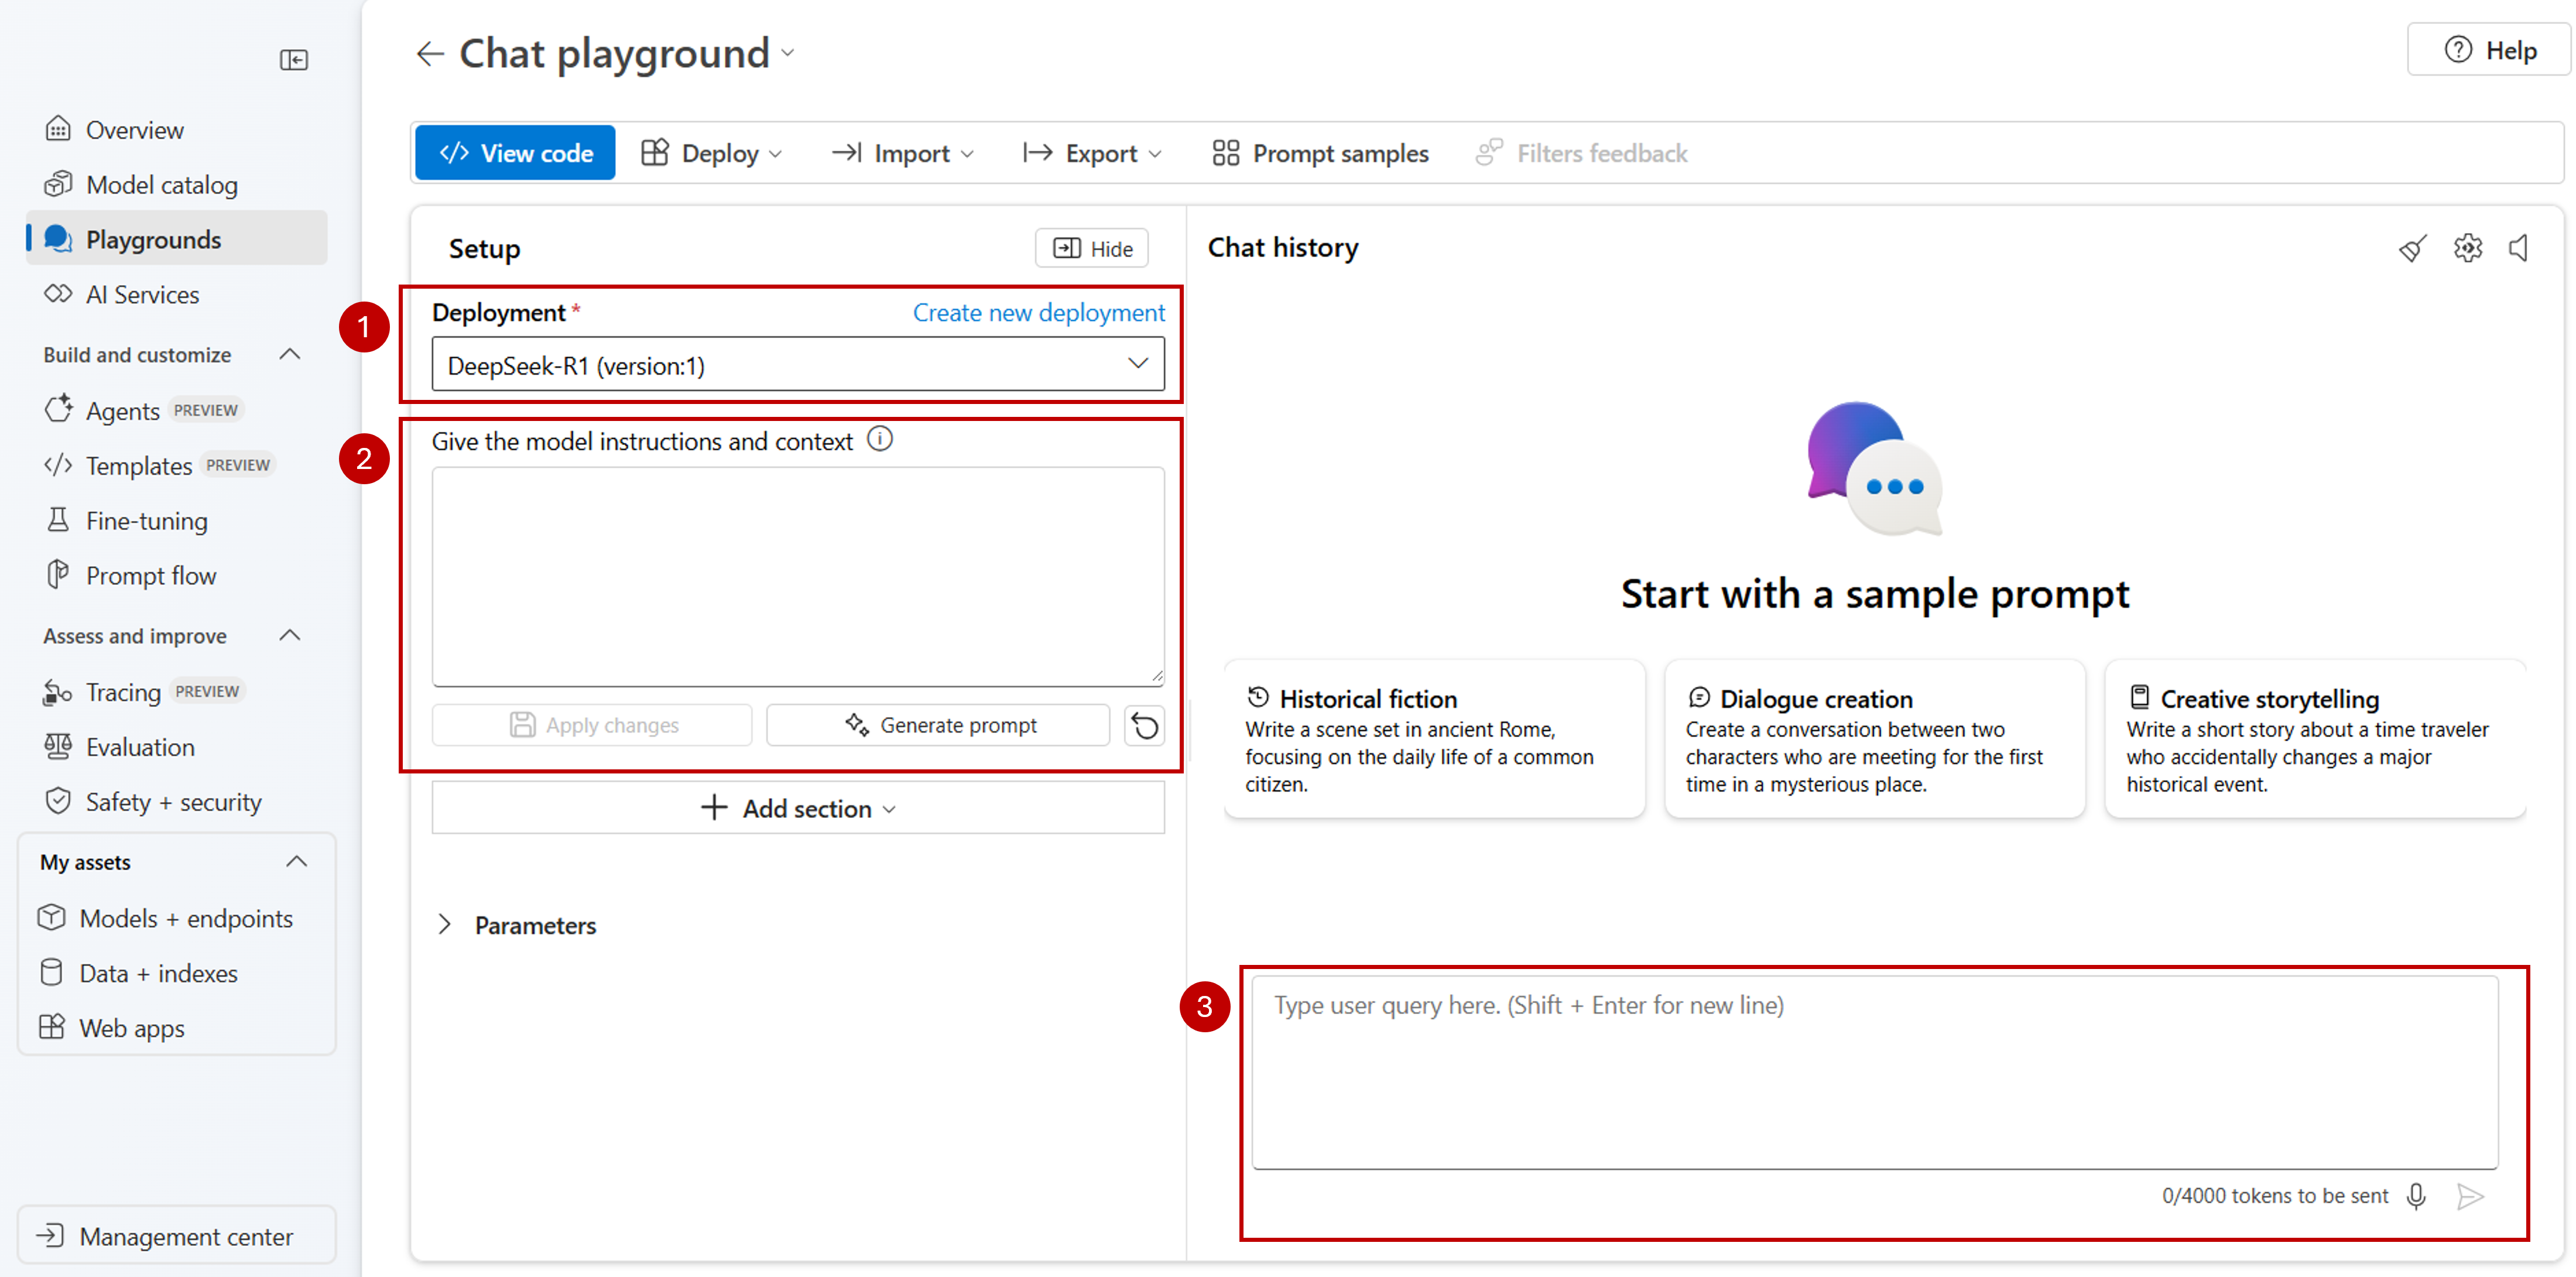 Chat playground
Help
Overview
Model catalog
Playgrounds
AI Services
Build and customize
Agents PREVIEW
Templates PREVIEW
Fine-tuning
Prompt flow
Assess and improve
Tracing PREVIEW
Evaluation
Safety + security
My assets
Models + endpoints
Data + indexes
Web apps
Management center
View code
Deploy
Import
Export
Prompt samples
Filters feedback
Setup
Hide
1
Deployment *
Create new deployment
DeepSeek-R1 (version:1)
2
Give the model instructions and context
Apply changes
Generate prompt
Add section
Parameters
Chat history
Start with a sample prompt
Historical fiction
Write a scene set in ancient Rome,
focusing on the daily life of a common
citizen.
Dialogue creation
Create a conversation between two
characters who are meeting for the first
time in a mysterious place.
Creative storytelling
Write a short story about a time traveler
who accidentally changes a major
historical event.
3
Type user query here. (Shift + Enter for new line)
0/4000 tokens to be sent